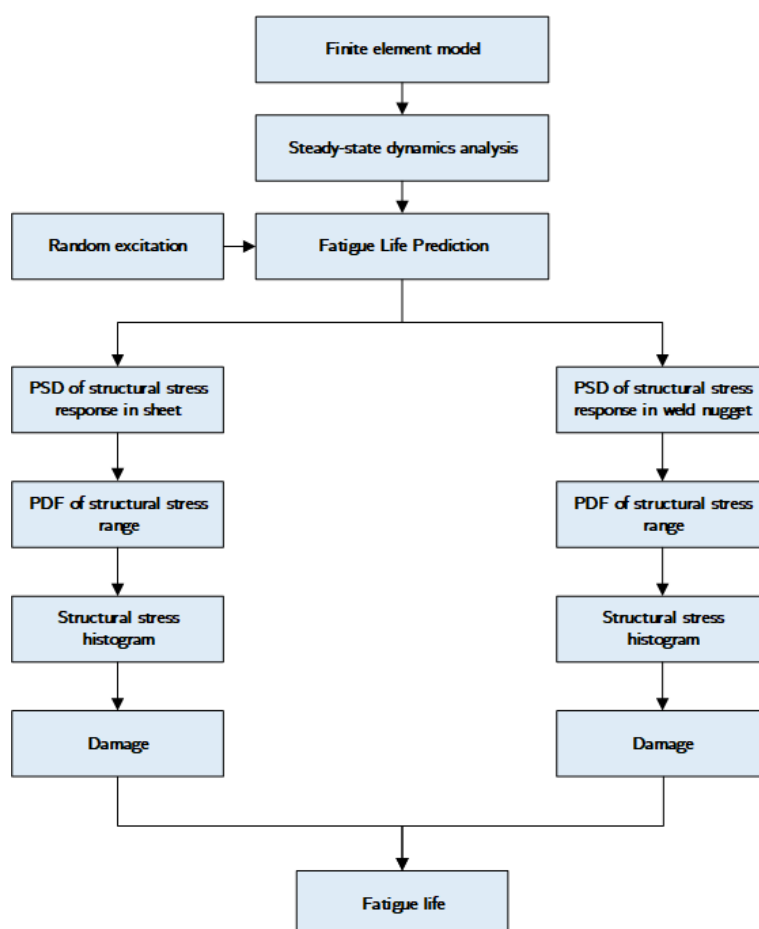 Finite element model
Steady-state dynamics analysis
Random excitation
Fatigue Life Prediction
PSD of structural stress
response in sheet
PSD of structural stress
response in weld nugget
PDF of structural stress
range
PDF of structural stress
range
Structural stress
histogram
Structural stress
histogram
Damage
Damage
Fatigue life